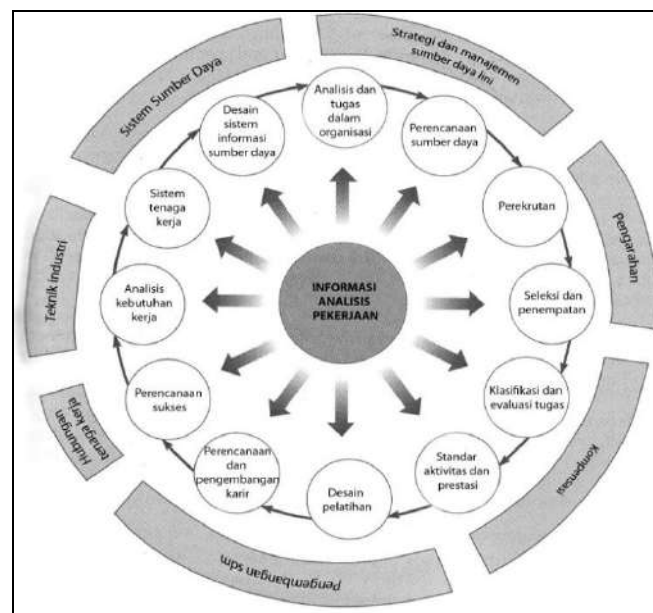 Strategi dan manajemen
sumber daya lini
Sistem Sumber Daya
Analisis dan
tugas dalam
organisasi
Desain
sistem informasi
sumber daya
Perencanaan
sumber daya
Sistem
tenaga
kerja
Perekrutan
Pengarahan
Teknik industri
Analisis
kebutuhan
kerja
INFORMASI
ANALISIS
PEKERJAAN
Seleksi dan
penempatan
Perencanaan
sukses
Klasifikasi dan
evaluasi tugas
Hubungan
tenaga kerja
Perencanaan
dan
pengembangan
karir
Desain
pelatihan
Standar
aktivitas dan
prestasi
Kompensasi
Pengembangan sdm